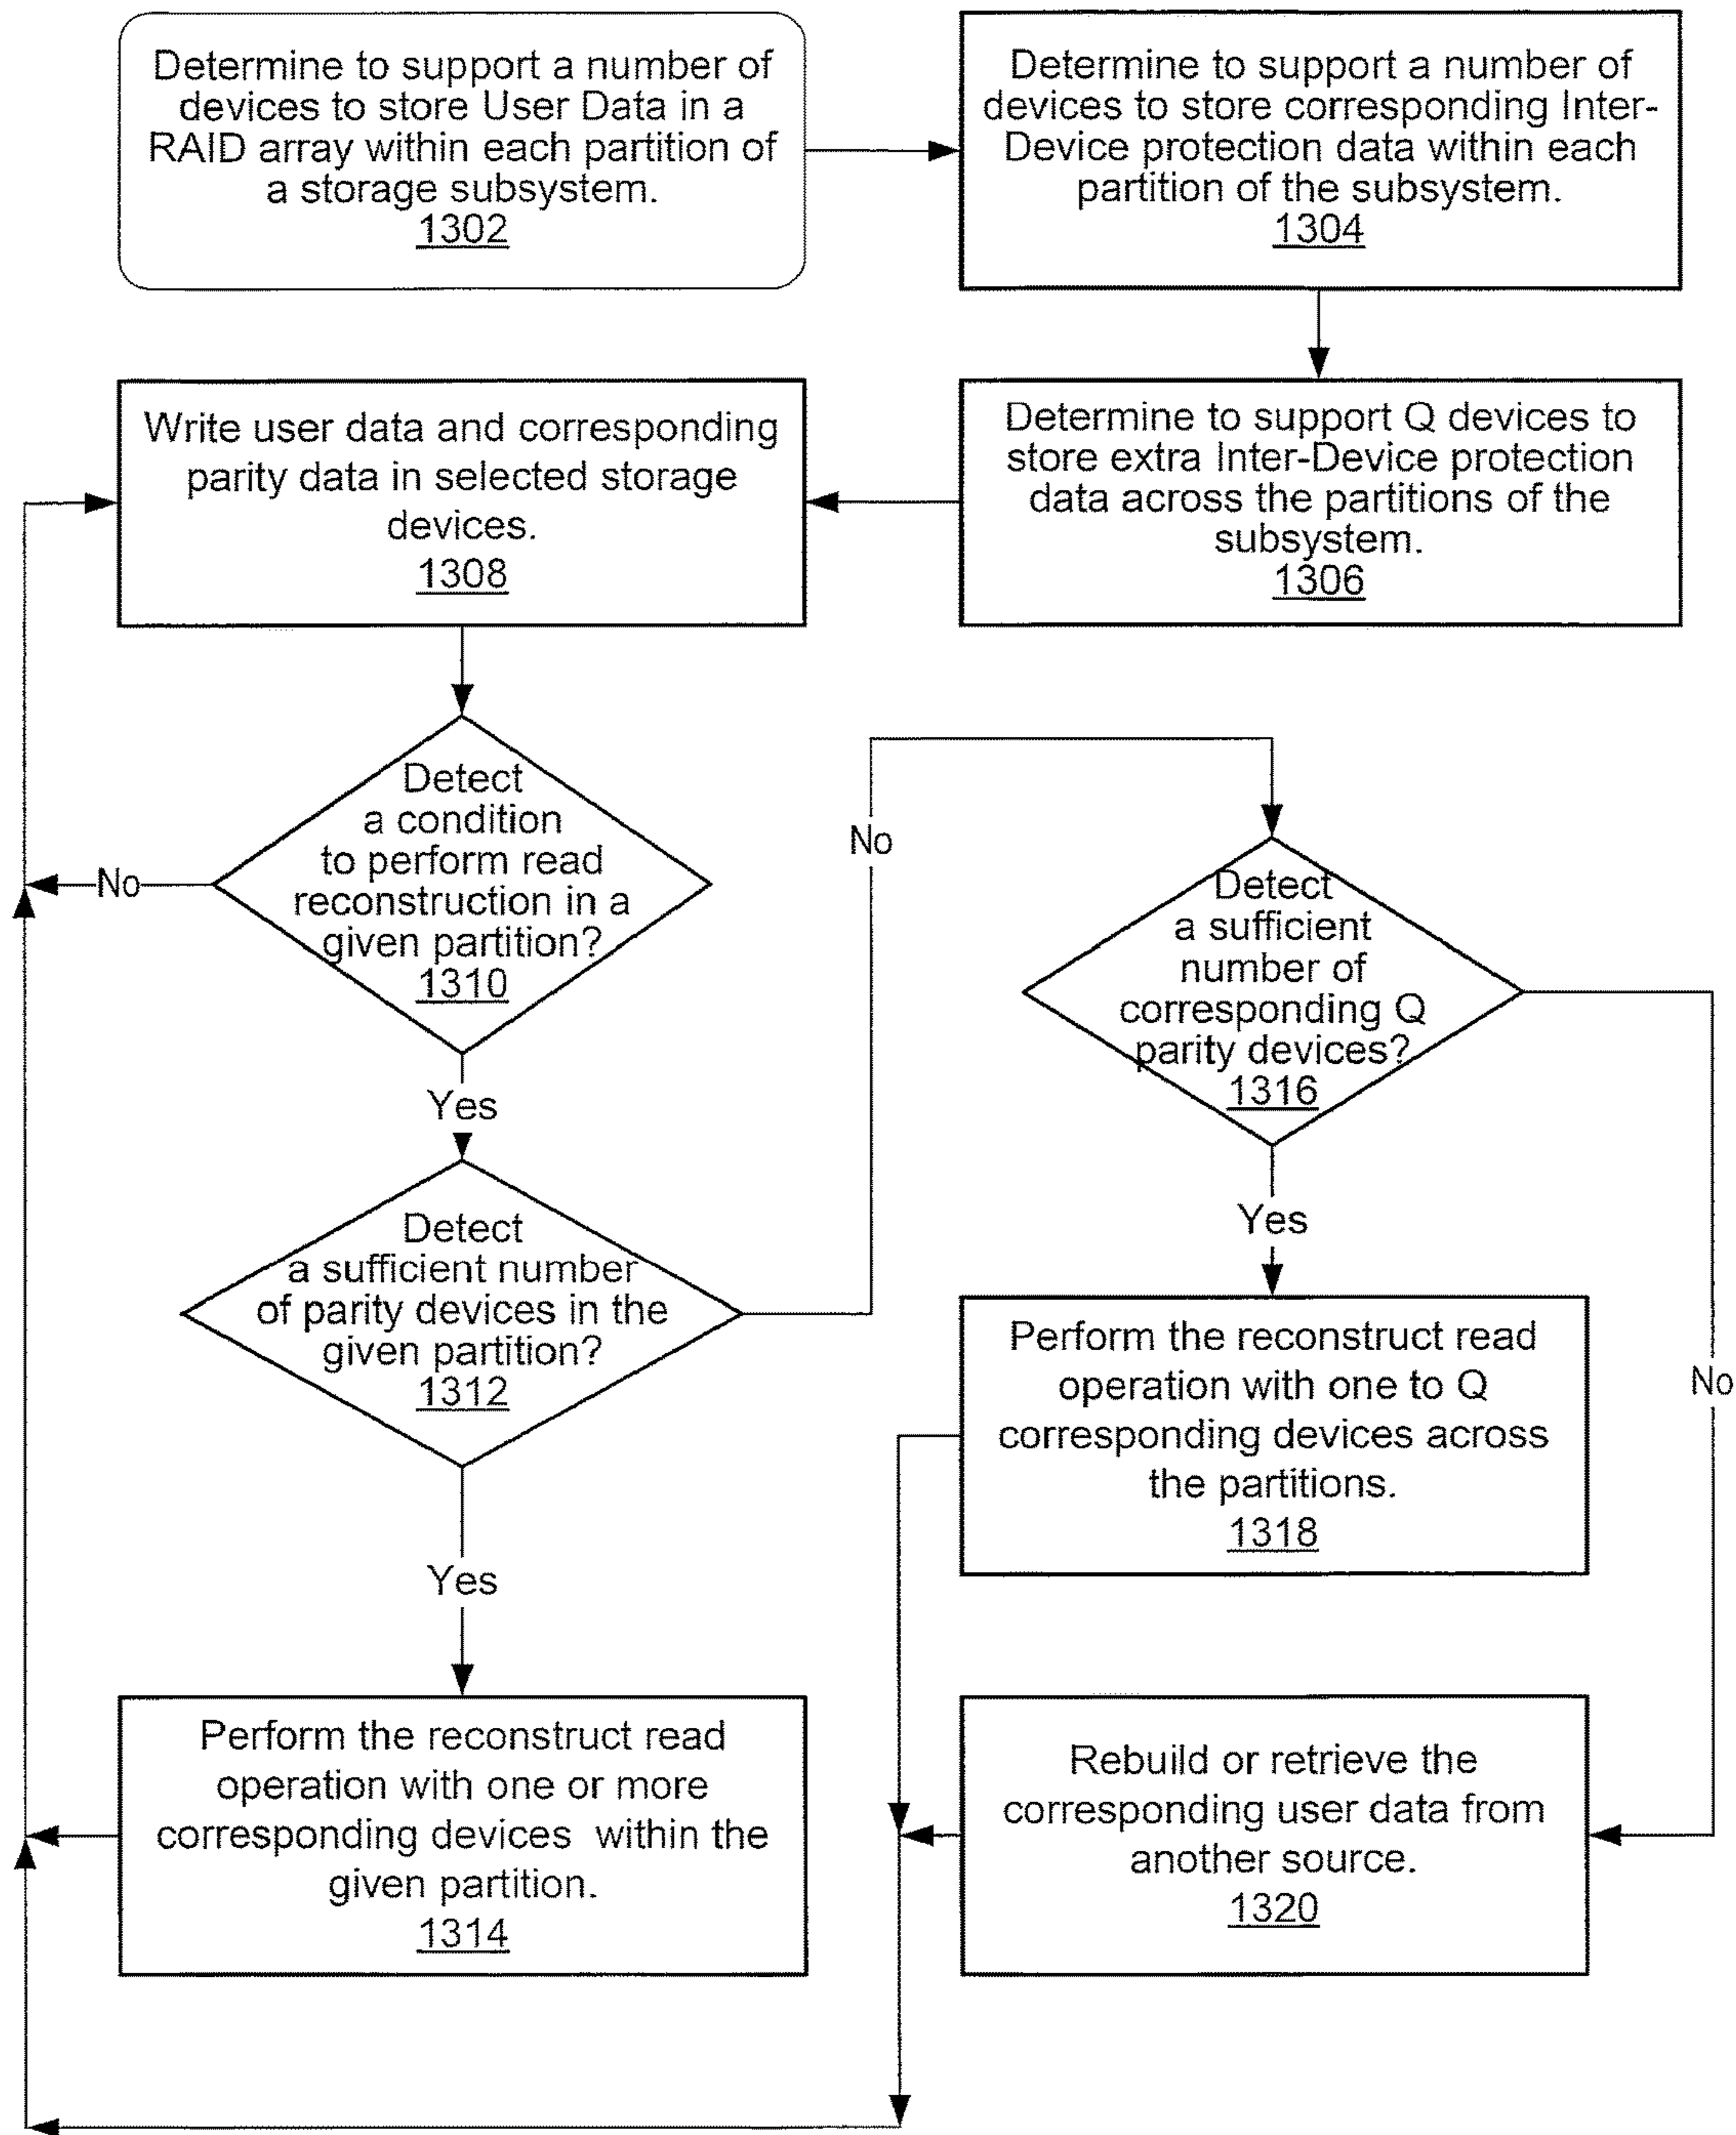 Determine to support a number of
devices to store User Data in a
RAID array within each partition of
a storage subsystem.
1302
Determine to support a number of
devices to store corresponding Inter-
Device protection data within each
partition of the subsystem.
1304
Write user data and corresponding
parity data in selected storage
devices.
1308
Determine to support Q devices to
store extra Inter-Device protection
data across the partitions of the
subsystem.
1306
Detect
a condition
to perform read
reconstruction in a
given partition?
1310
No
Yes
No
Detect
a sufficient
number of
corresponding Q
parity devices?
1316
Yes
No
Detect
a sufficient number
of parity devices in the
given partition?
1312
Yes
Perform the reconstruct read
operation with one to Q
corresponding devices across
the partitions.
1318
Perform the reconstruct read
operation with one or more
corresponding devices within the
given partition.
1314
Rebuild or retrieve the
corresponding user data from
another source.
1320